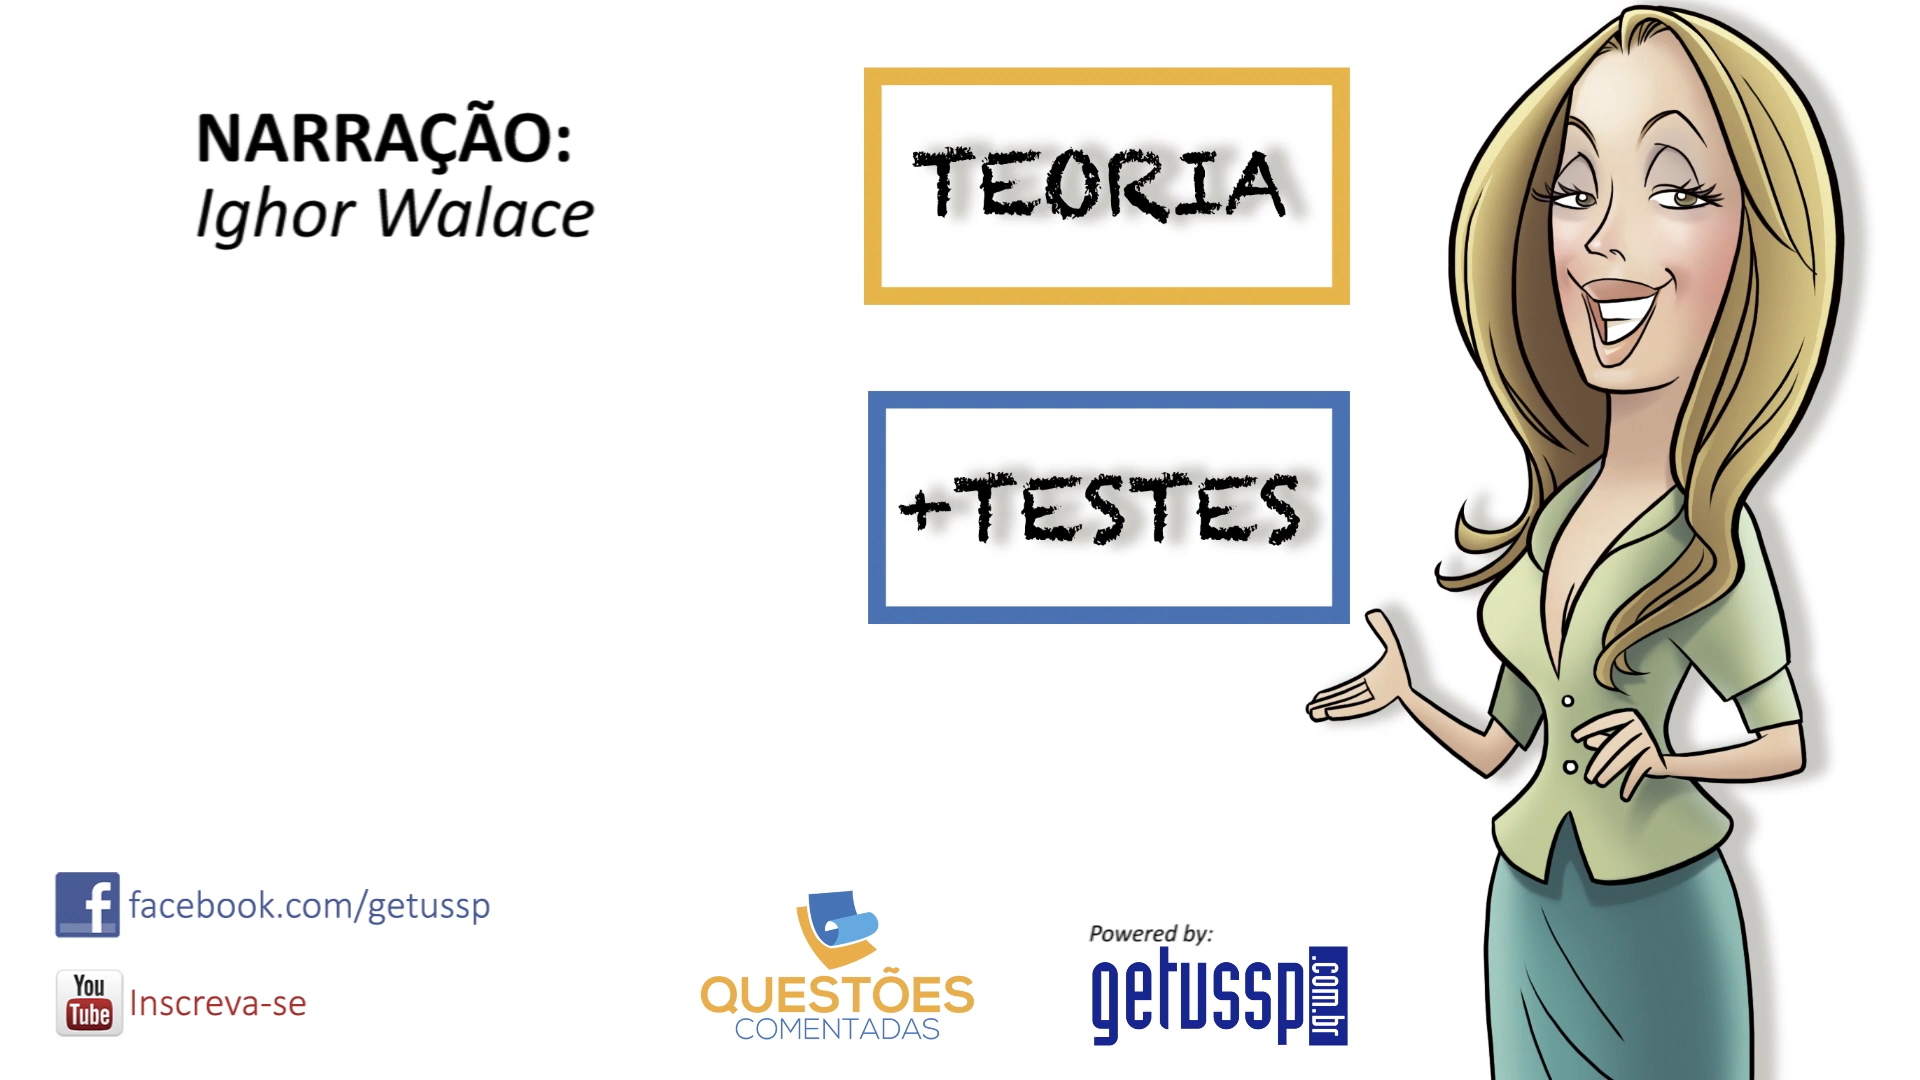 NARRAÇÃO:
Ighor Walace
TEORIA
+TESTES
facebook.com/getussp
You
Tube
Inscreva-se
QUESTÕES
COMENTADAS
Powered by:
getussp.com.br